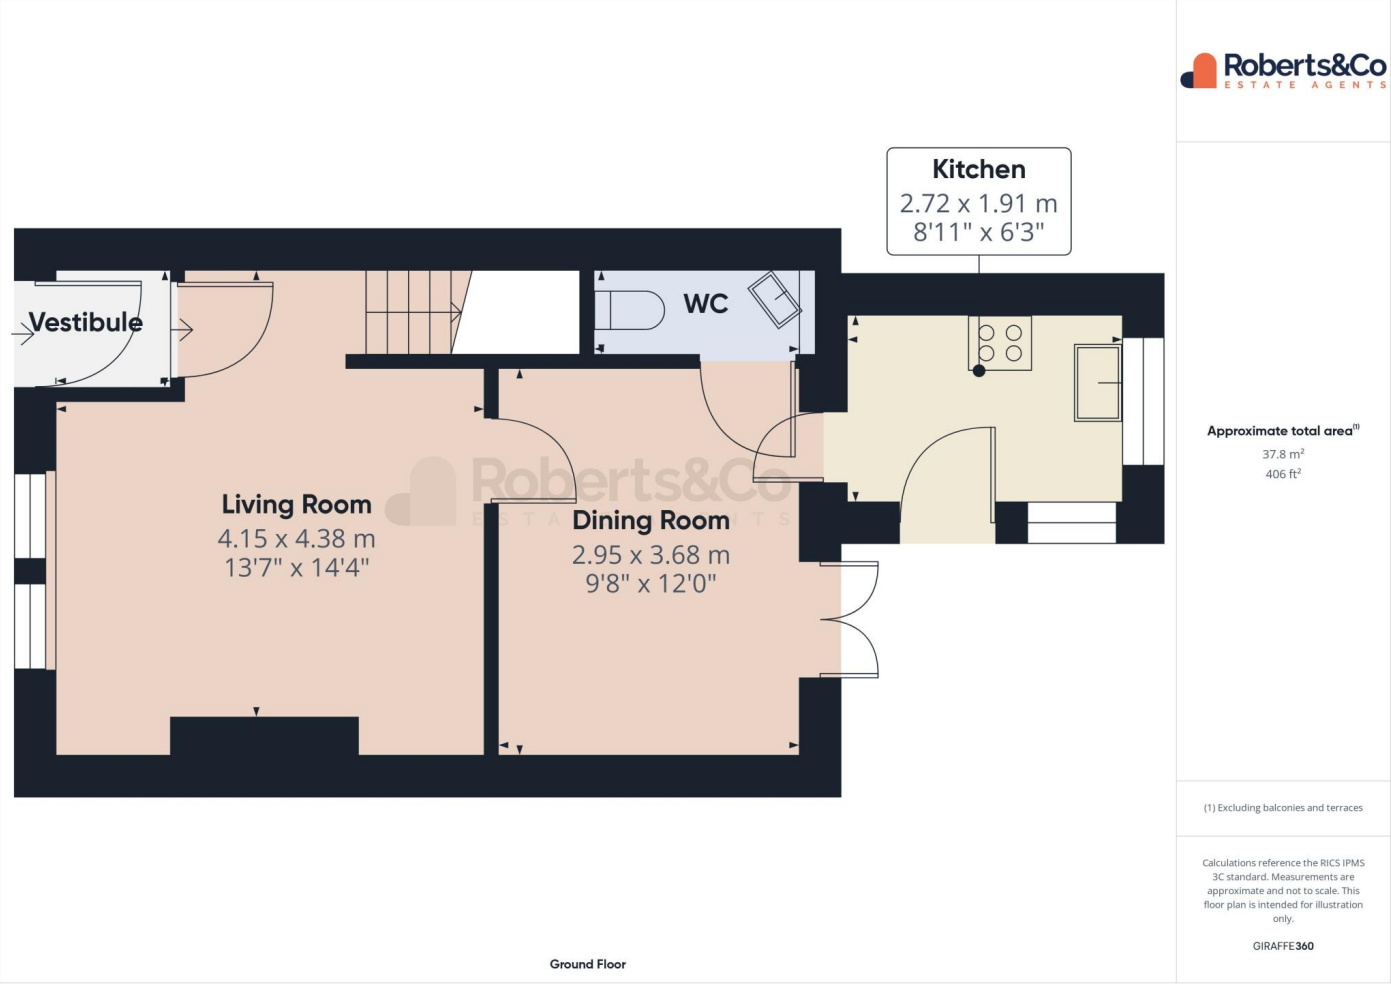 Roberts&Co
ESTATE AGENTS
Kitchen
2.72 x 1.91 m
8'11" x 6'3"
WC
Vestibule
Roberts&Co
ESTATE AGENTS
Living Room
4.15 x 4.38 m
13'7" x 14'4"
Dining Room
2.95 x 3.68 m
9'8" x 12'0"
Approximate total area⁽¹⁾
37.8 m²
406 ft²
(1) Excluding balconies and terraces
Calculations reference the RICS IPMS
3C standard. Measurements are
approximate and not to scale. This
floor plan is intended for illustration
only.
GIRAFFE360
Ground Floor